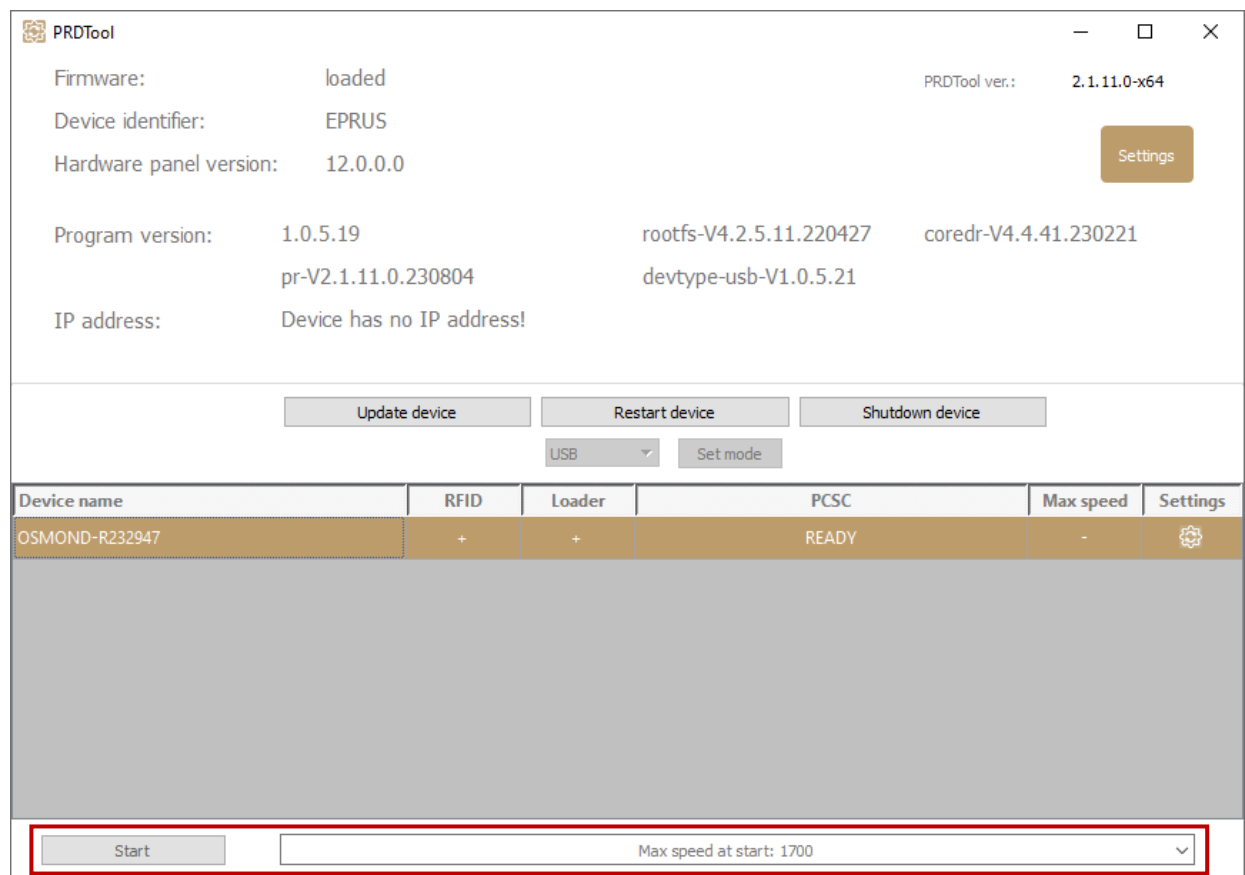 PRDTool
Firmware: loaded PRDTool ver.: 2.1.11.0-x64
Device identifier: EPRUS
Settings
Hardware panel version: 12.0.0.0
Program version: 1.0.5.19 rootfs-V4.2.5.11.220427 coredr-V4.4.41.230221
pr-V2.1.11.0.230804 devtype-usb-V1.0.5.21
IP address: Device has no IP address!
Update device Restart device Shutdown device
USB Set mode
Device name RFID Loader PCSC Max speed Settings
OSMOND-R232947 + + READY -
Start Max speed at start: 1700